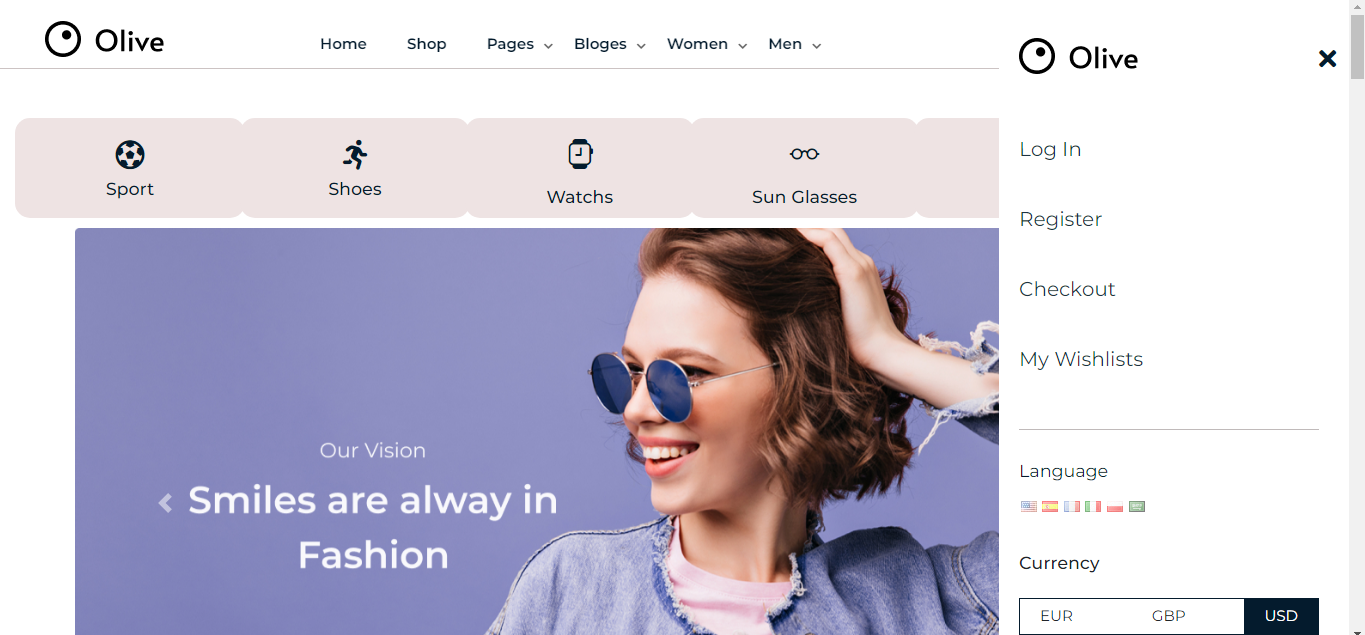 Olive
Home
Shop
Pages
Bloges
Women
Men
Sport
Shoes
Watchs
Sun Glasses
Our Vision
Smiles are alway in
Fashion
Olive
Log In
Register
Checkout
My Wishlists
Language
Currency
EUR
GBP
USD